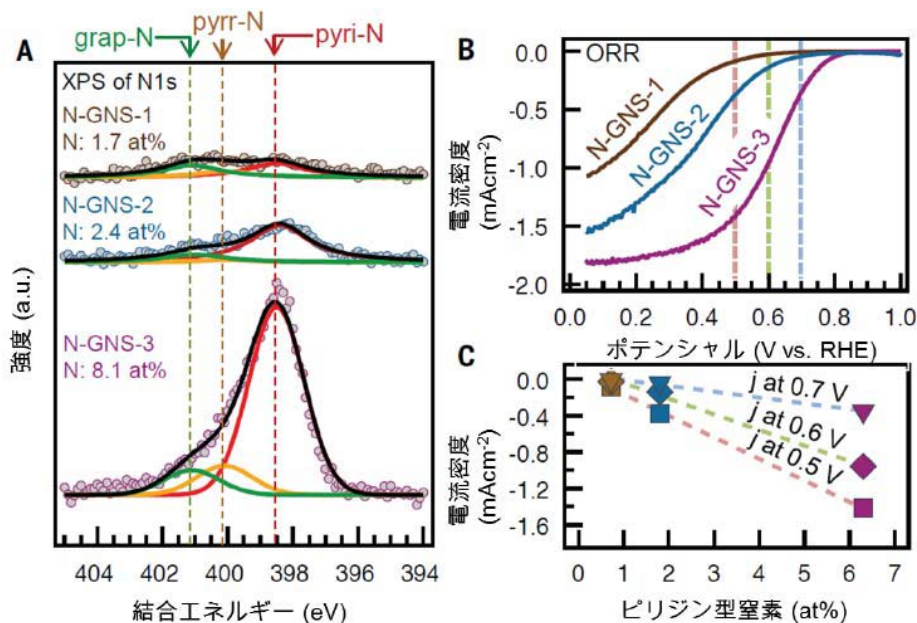 A
grap-N
pyrr-N
pyri-N
XPS of N1s
N-GNS-1
N: 1.7 at%
N-GNS-2
N: 2.4 at%
N-GNS-3
N: 8.1 at%
強度 (a.u.)
404 402 400 398 396 394
結合エネルギー (eV)
B
ORR
N-GNS-1
N-GNS-2
N-GNS-3
電流密度
(mAcm-2)
0.0
-0.5
-1.0
-1.5
-2.0
0.0 0.2 0.4 0.6 0.8 1.0
ポテンシャル (V vs. RHE)
C
j at 0.7 V
j at 0.6 V
j at 0.5 V
電流密度
(mAcm-2)
0.0
-0.4
-0.8
-1.2
-1.6
0 1 2 3 4 5 6 7
ピリジン型窒素 (at%)